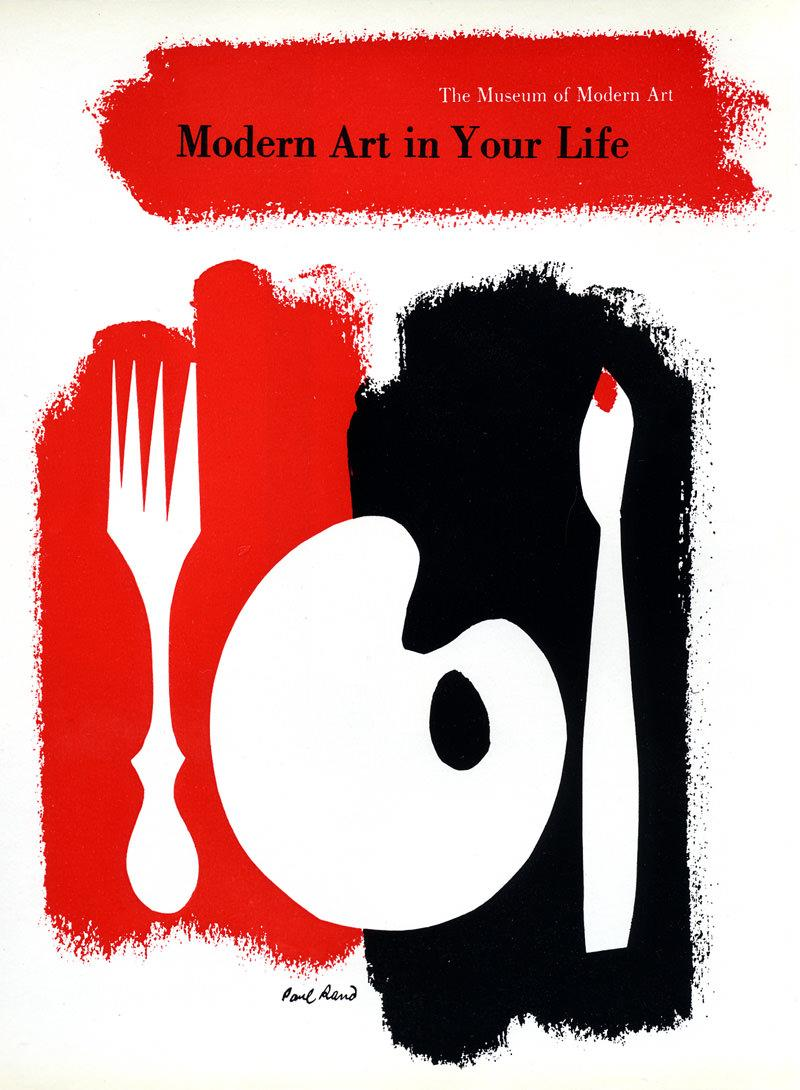 The Museum of Modern Art
Modern Art in Your Life
Paul Rand